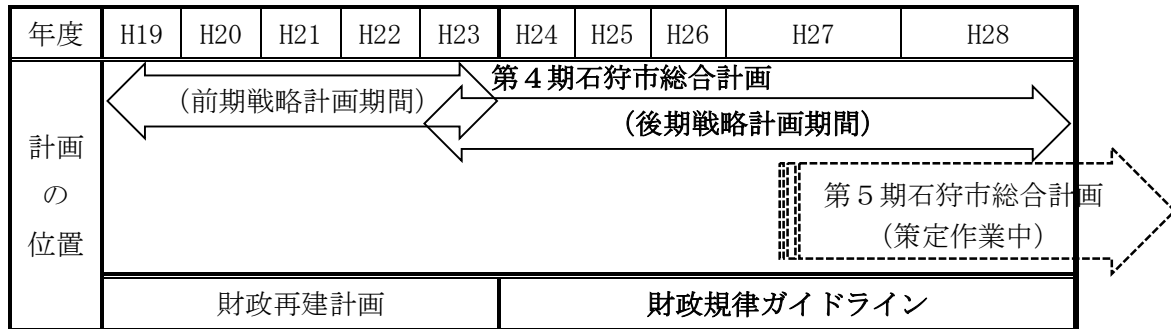 年度 H19 H20 H21 H22 H23 H24 H25 H26 H27 H28
第４期石狩市総合計画
（前期戦略計画期間）
（後期戦略計画期間）
計画
の
位置
第５期石狩市総合計画
（策定作業中）
財政再建計画 財政規律ガイドライン